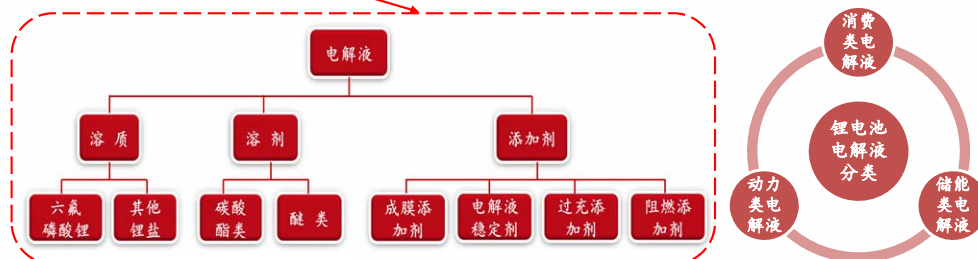 电解液
溶 质
溶 剂
添加剂
六氟
磷酸锂
其他
锂盐
碳酸
酯类
醚 类
成膜添
加剂
电解液
稳定剂
过充添
加剂
阻燃添
加剂
消费
类电
解液
锂电池
电解液
分类
动力
类电
解液
储能
类电
解液